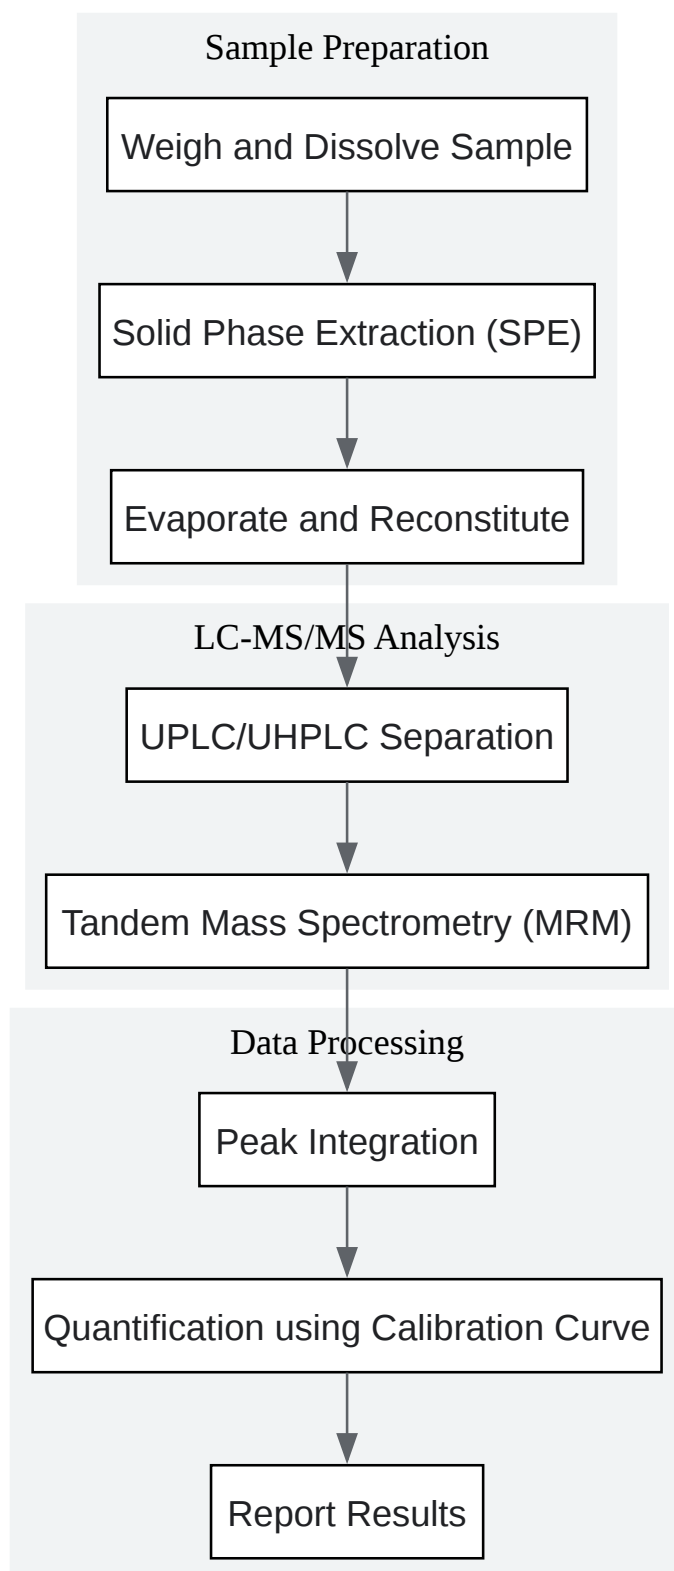 Sample Preparation
Weigh and Dissolve Sample
Solid Phase Extraction (SPE)
Evaporate and Reconstitute
LC-MS/MS Analysis
UPLC/UHPLC Separation
Tandem Mass Spectrometry (MRM)
Data Processing
Peak Integration
Quantification using Calibration Curve
Report Results